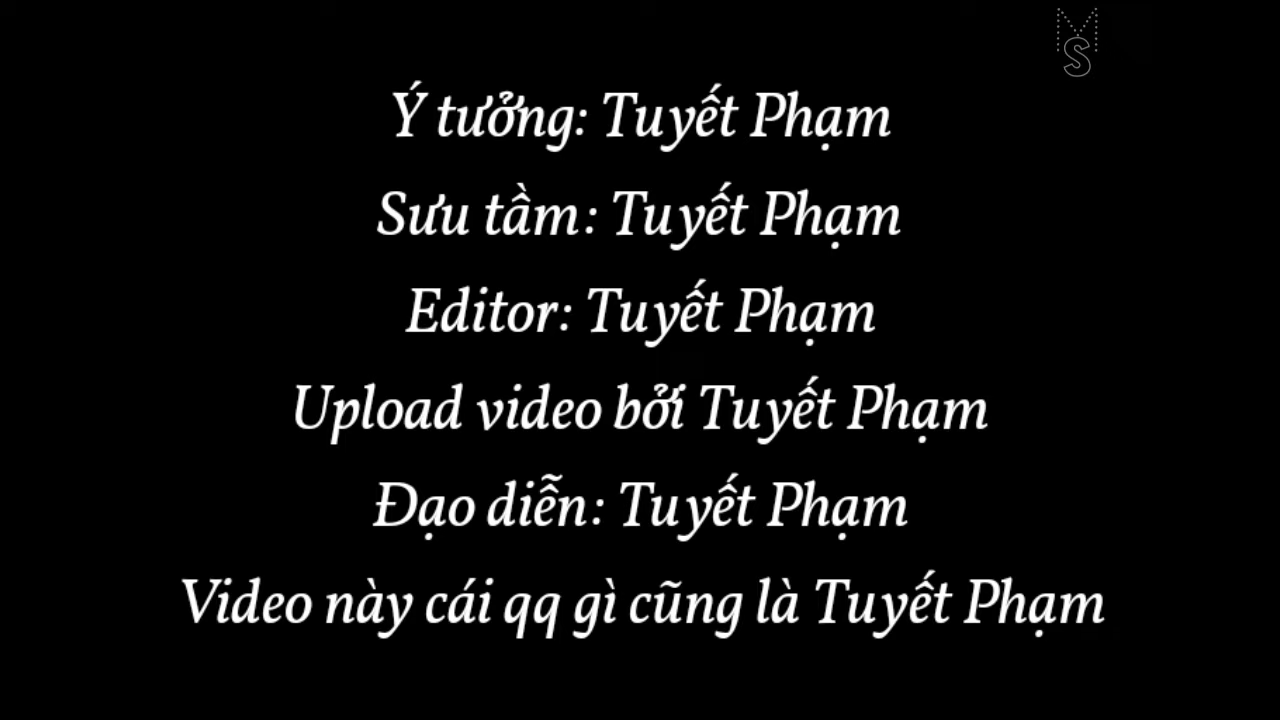 MS
Ý tưởng: Tuyết Phạm
Sưu tầm: Tuyết Phạm
Editor: Tuyết Phạm
Upload video bởi Tuyết Phạm
Đạo diễn: Tuyết Phạm
Video này cái qq gì cũng là Tuyết Phạm